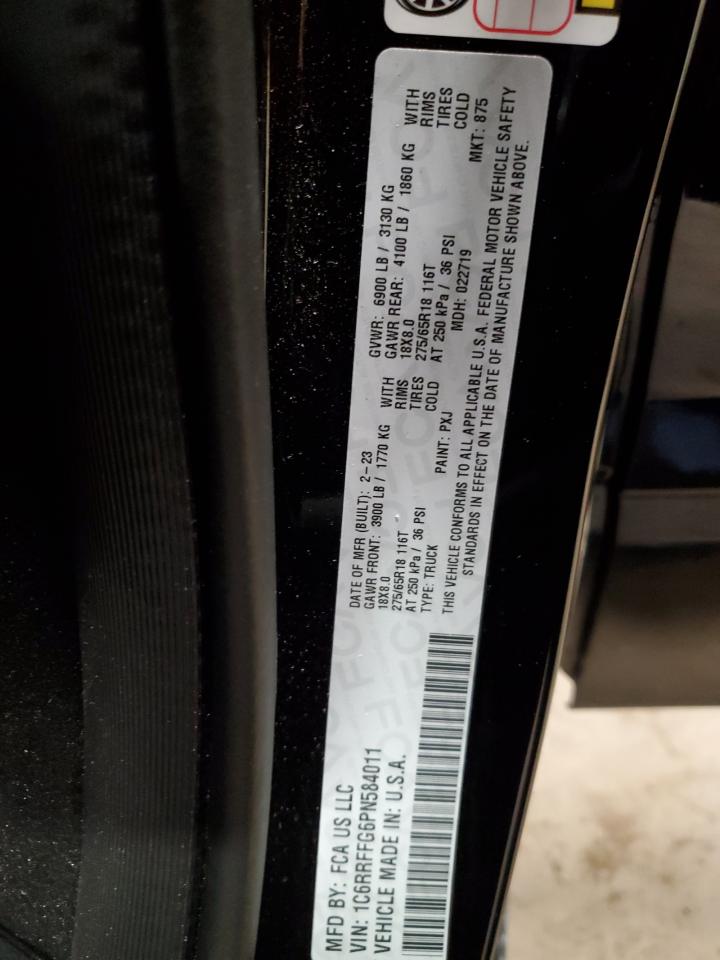 MFD BY: FCA US LLC
VIN: 1C6RRFFG6PN584011
VEHICLE MADE IN: U.S.A.
DATE OF MFR (BUILT): 2-23
GAWR FRONT: 3900 LB / 1770 KG WITH
18X8.0 RIMS
275/65R18 116T TIRES
AT 250 kPa / 36 PSI COLD
TYPE: TRUCK PAINT: PXJ
GVWR: 6900 LB / 3130 KG
GAWR REAR: 4100 LB / 1860 KG WITH
18X8.0 RIMS
275/65R18 116T TIRES
AT 250 kPa / 36 PSI COLD
MDH: 022719 MKT: 875
THIS VEHICLE CONFORMS TO ALL APPLICABLE U.S.A. FEDERAL MOTOR VEHICLE SAFETY
STANDARDS IN EFFECT ON THE DATE OF MANUFACTURE SHOWN ABOVE.